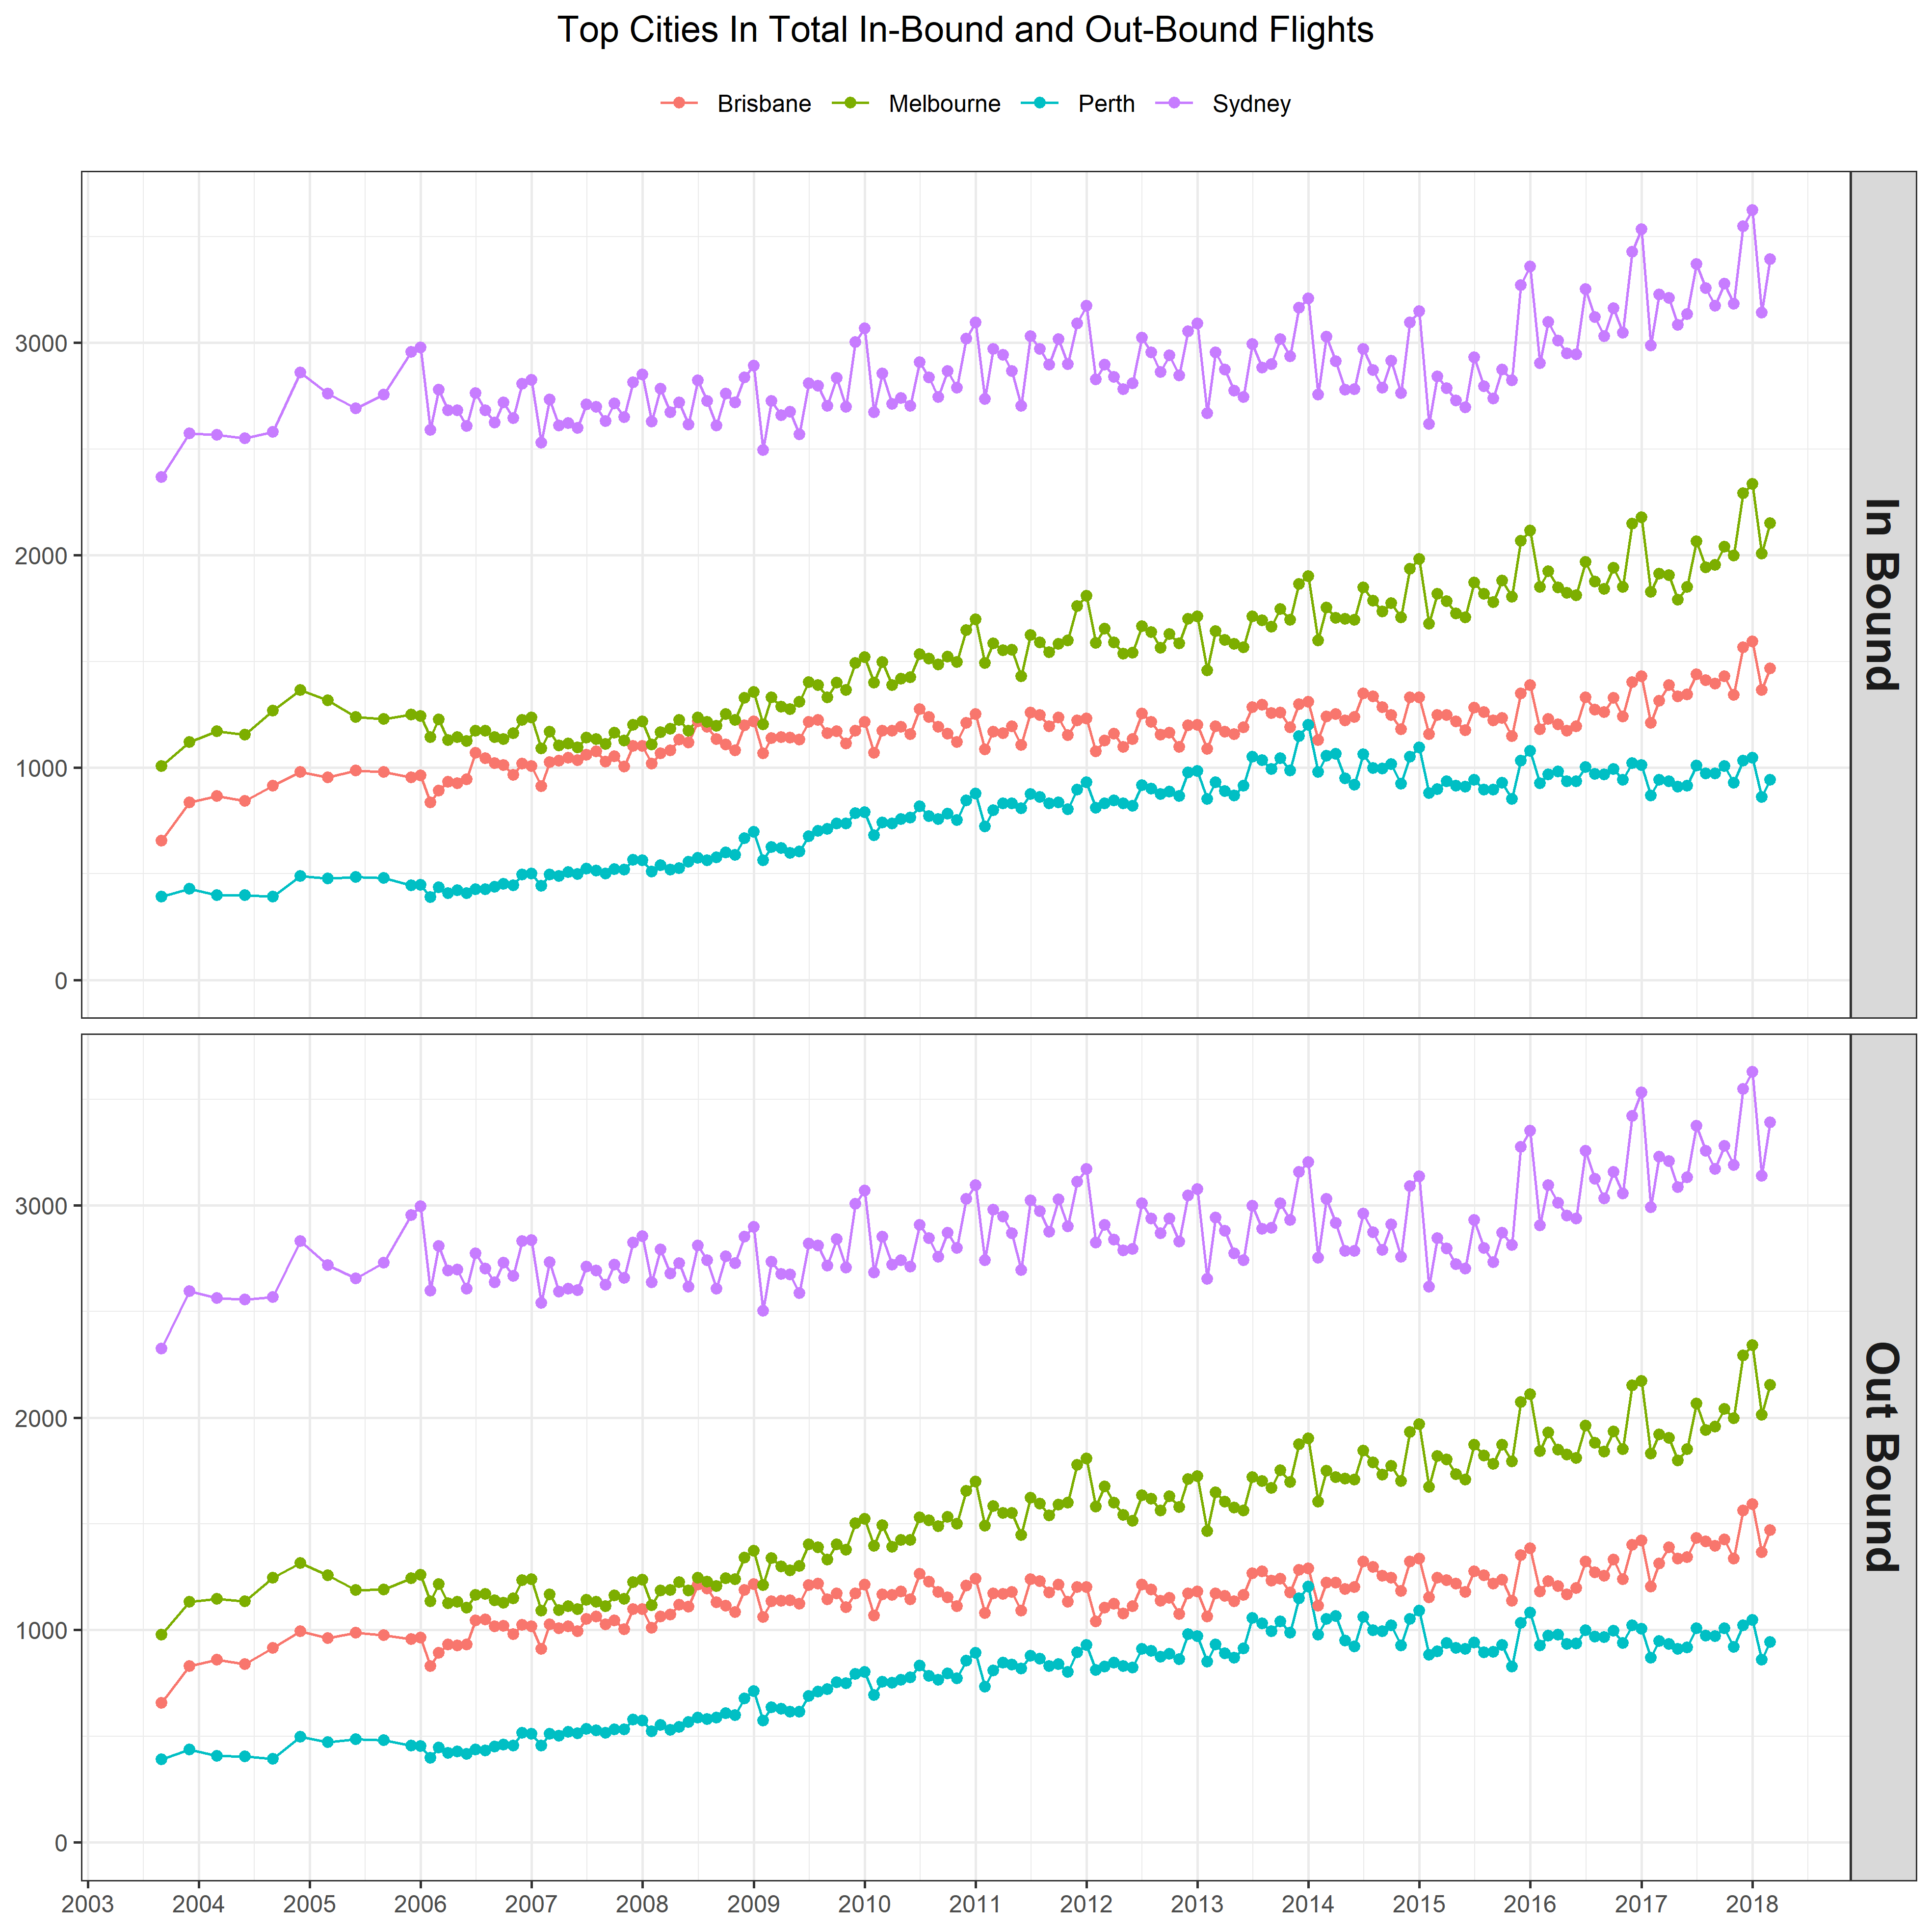 Top Cities In Total In-Bound and Out-Bound Flights
Brisbane Melbourne Perth Sydney
3000
2000
1000
0
In Bound
3000
2000
1000
0
Out Bound
2003 2004 2005 2006 2007 2008 2009 2010 2011 2012 2013 2014 2015 2016 2017 2018